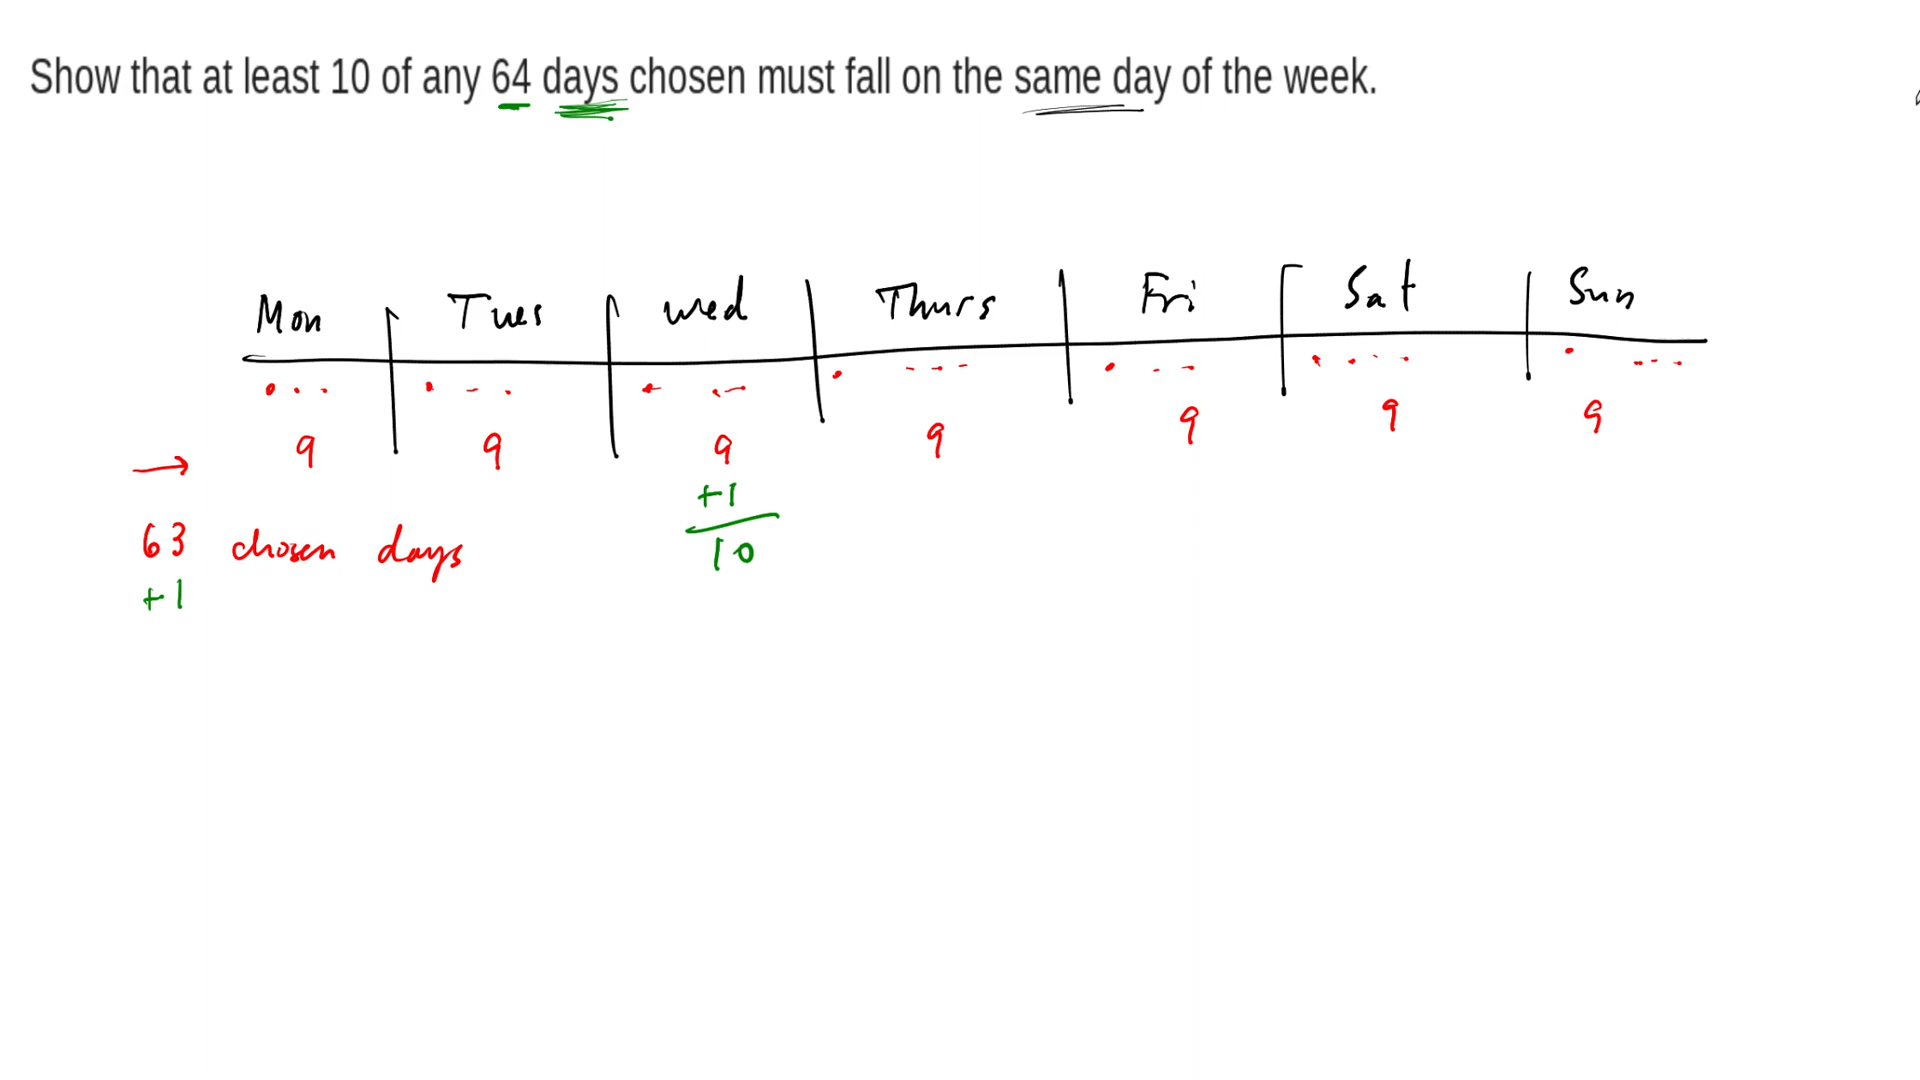 Show that at least 10 of any 64 days chosen must fall on the same day of the week.
Mon Tues Wed Thurs Fri Sat Sun
9 9 9 9 9 9 9
+1
63 chosen days 10
+1